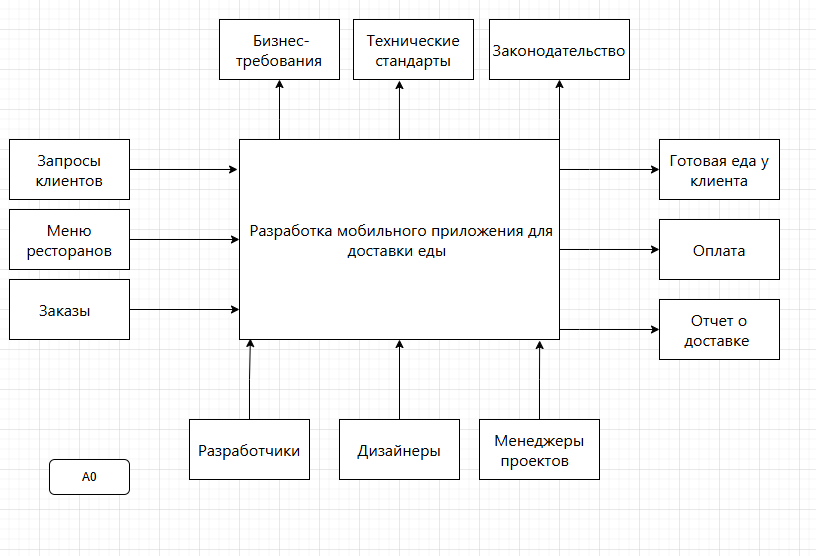 Бизнес-
требования
Технические
стандарты
Законодательство
Запросы
клиентов
Меню
ресторанов
Заказы
Разработка мобильного приложения для
доставки еды
Готовая еда у
клиента
Оплата
Отчет о
доставке
Разработчики
Дизайнеры
Менеджеры
проектов
A0